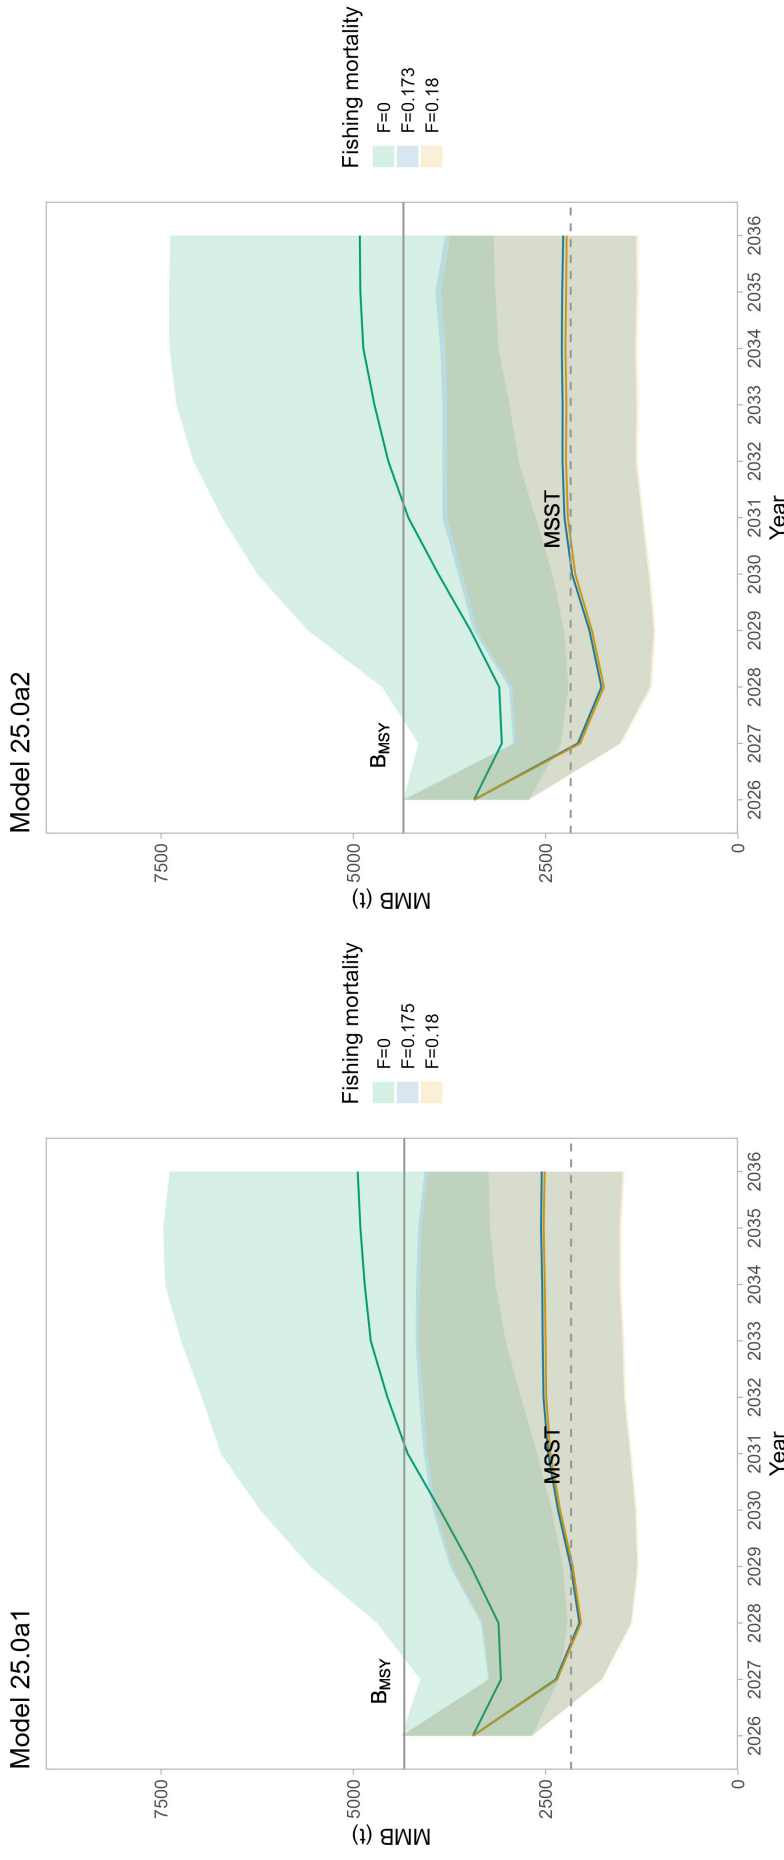 Model 25.0a1
7500
5000
2500
0
MMB (t)
BMSY
MSST
2026 2027 2028 2029 2030 2031 2032 2033 2034 2035 2036
Year
Fishing mortality
F=0
F=0.175
F=0.18
Model 25.0a2
7500
5000
2500
0
MMB (t)
BMSY
MSST
2026 2027 2028 2029 2030 2031 2032 2033 2034 2035 2036
Year
Fishing mortality
F=0
F=0.173
F=0.18